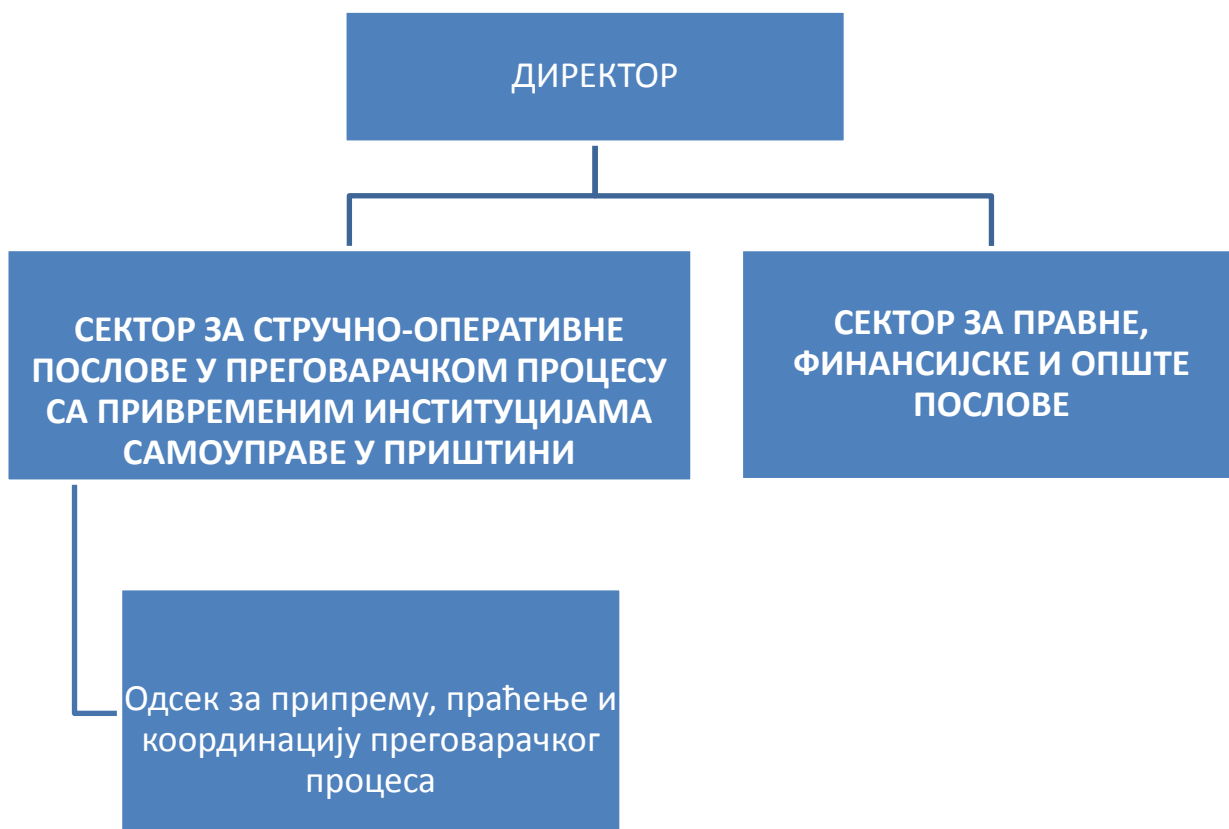 ДИРЕКТОР
СЕКТОР ЗА СТРУЧНО-ОПЕРАТИВНЕ
ПОСЛОВЕ У ПРЕГОВАРАЧКОМ ПРОЦЕСУ
СА ПРИВРЕМЕНИМ ИНСТИТУЦИЈАМА
САМОУПРАВЕ У ПРИШТИНИ
СЕКТОР ЗА ПРАВНЕ,
ФИНАНСИЈСКЕ И ОПШТЕ
ПОСЛОВЕ
Одсек за припрему, праћење и
координацију преговарачког
процеса